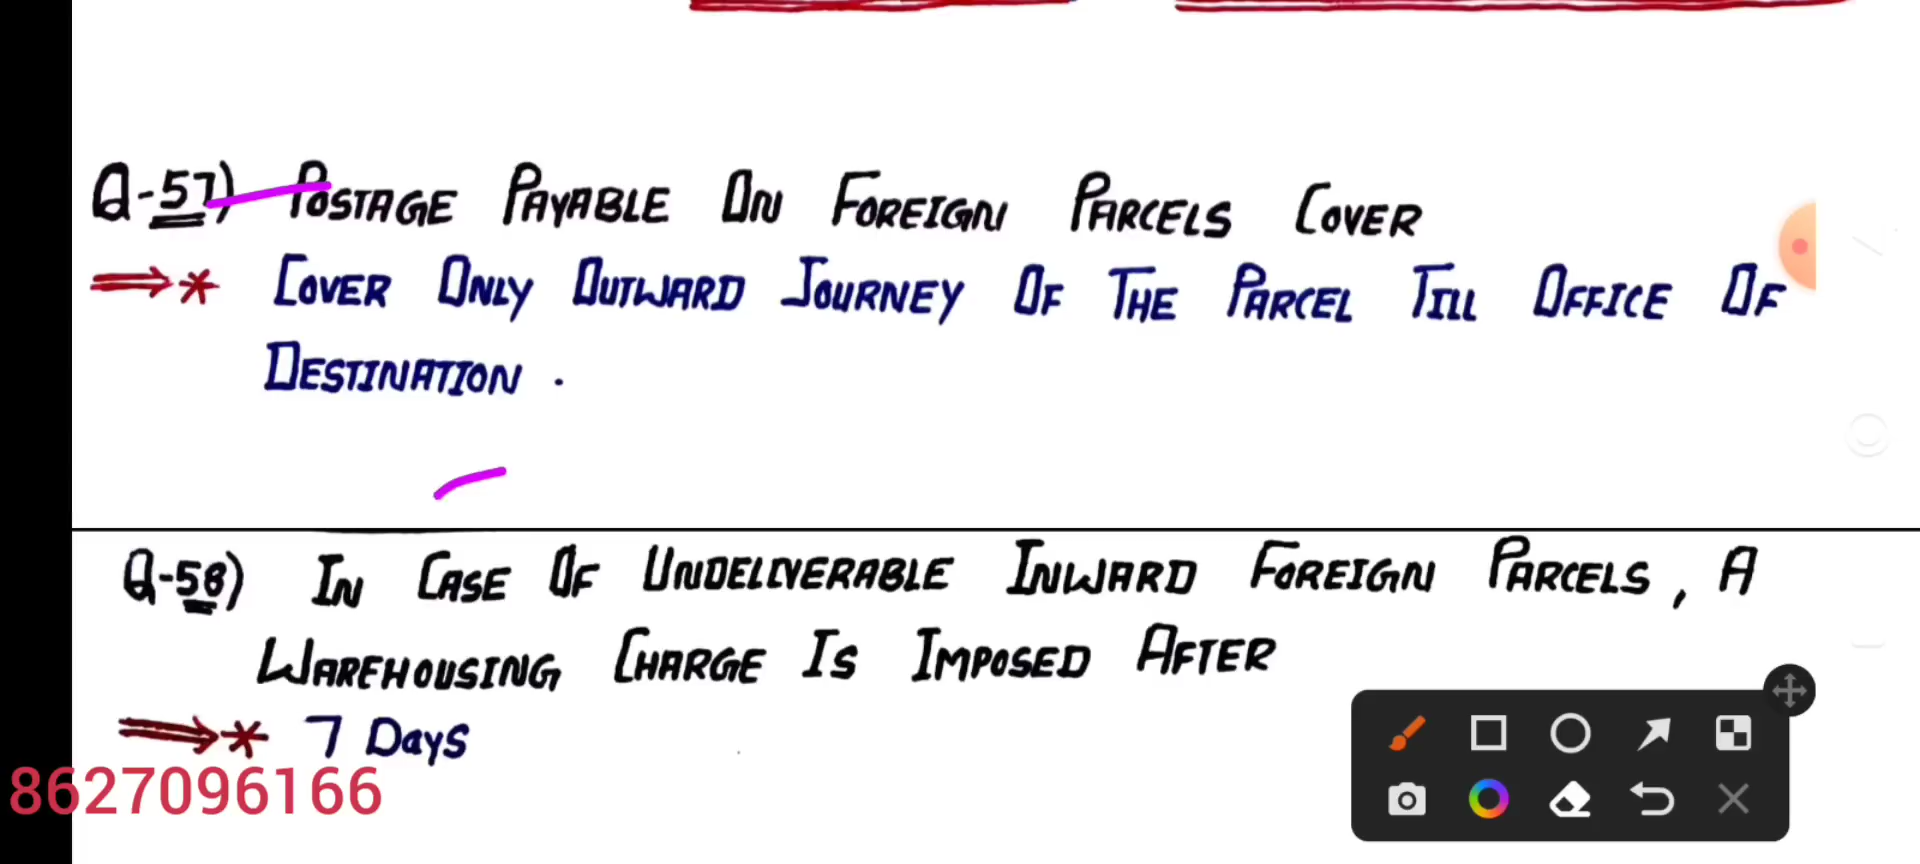 Q-57) POSTAGE PAYABLE ON FOREIGN PARCELS COVER
⇒* COVER ONLY OUTWARD JOURNEY OF THE PARCEL TILL OFFICE OF
DESTINATION .
Q-58) IN CASE OF UNDELIVERABLE INWARD FOREIGN PARCELS, A
WAREHOUSING CHARGE IS IMPOSED AFTER
⇒* 7 DAYS
8627096166